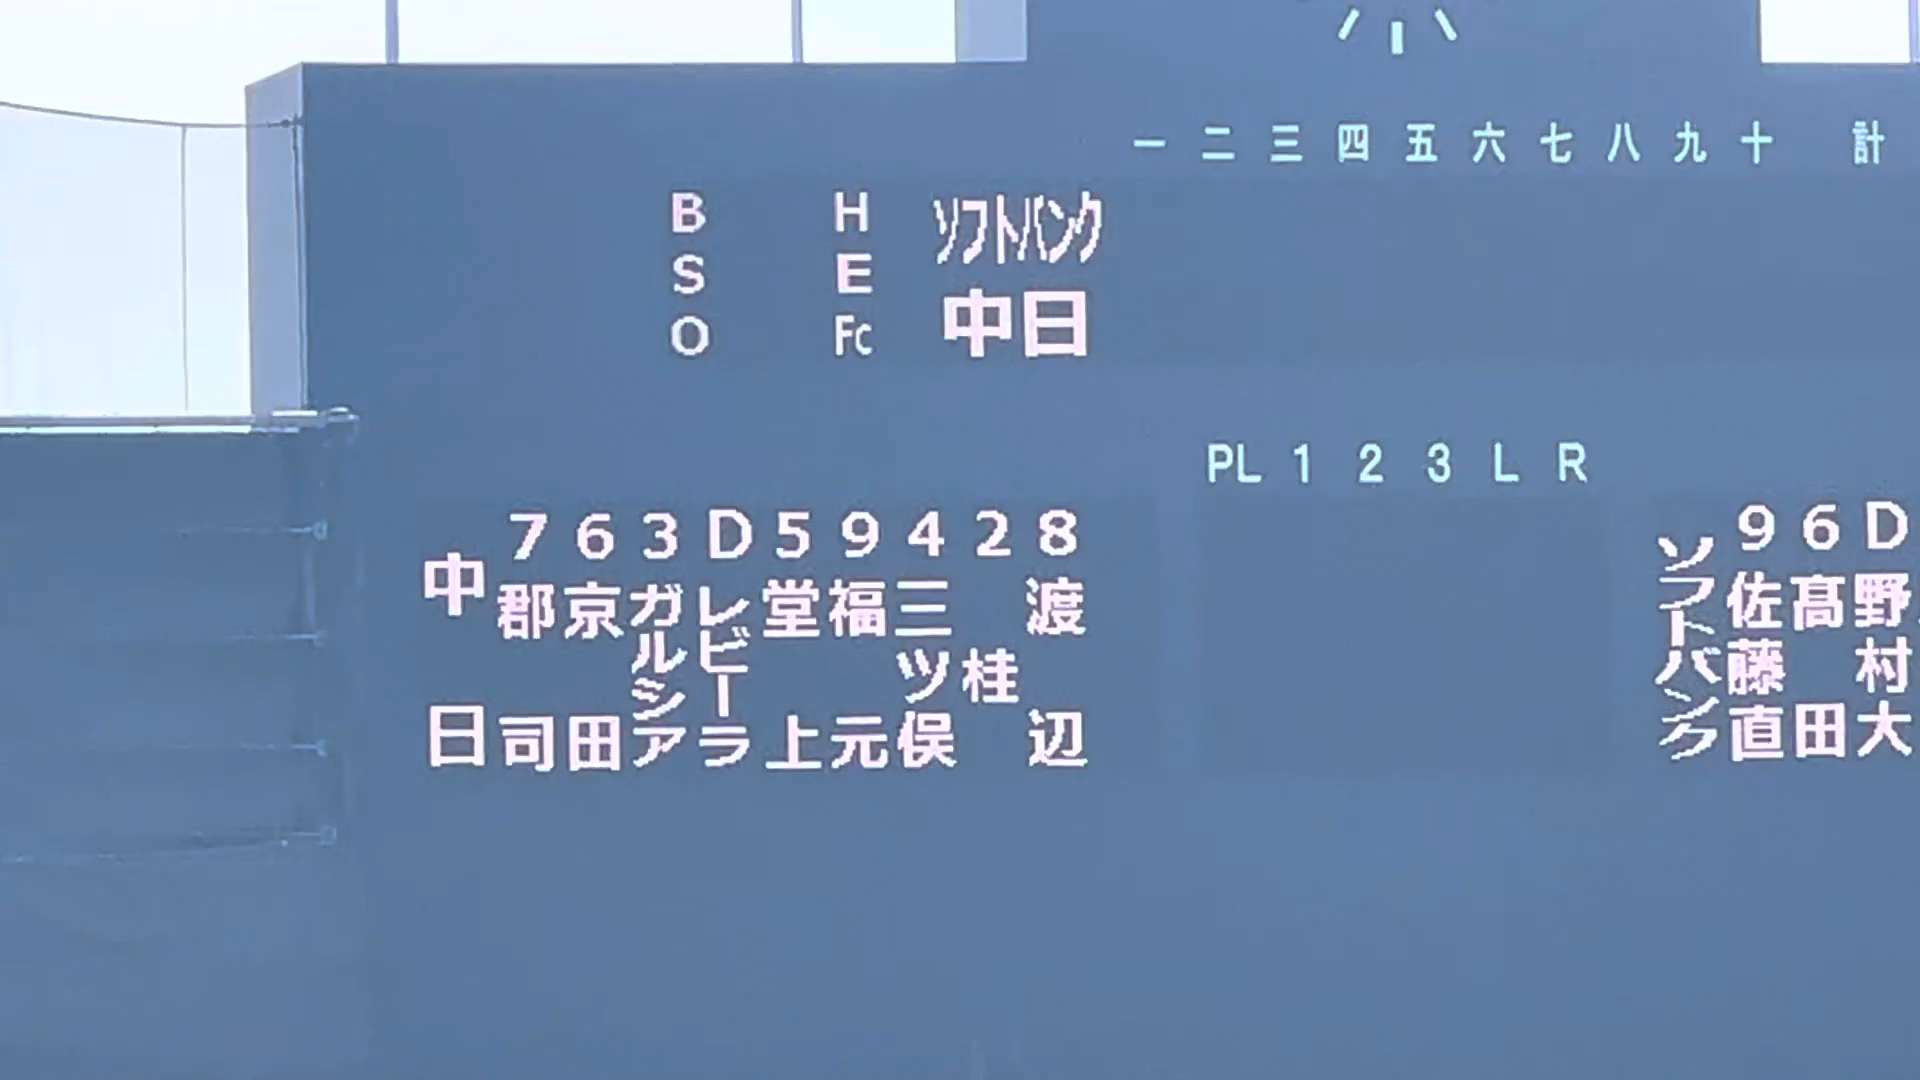 一 二 三 四 五 六 七 八 九 十 計
B H ソフトバンク
S E 中日
O Fc
PL 1 2 3 L R
中日
7 郡司
6 京田
3 ガルシア
D ビーラ
5 堂上
9 福元
4 三ツ俣
2 桂
8 渡辺
ソフトバンク
9 佐藤直
6 髙田
D 野村大